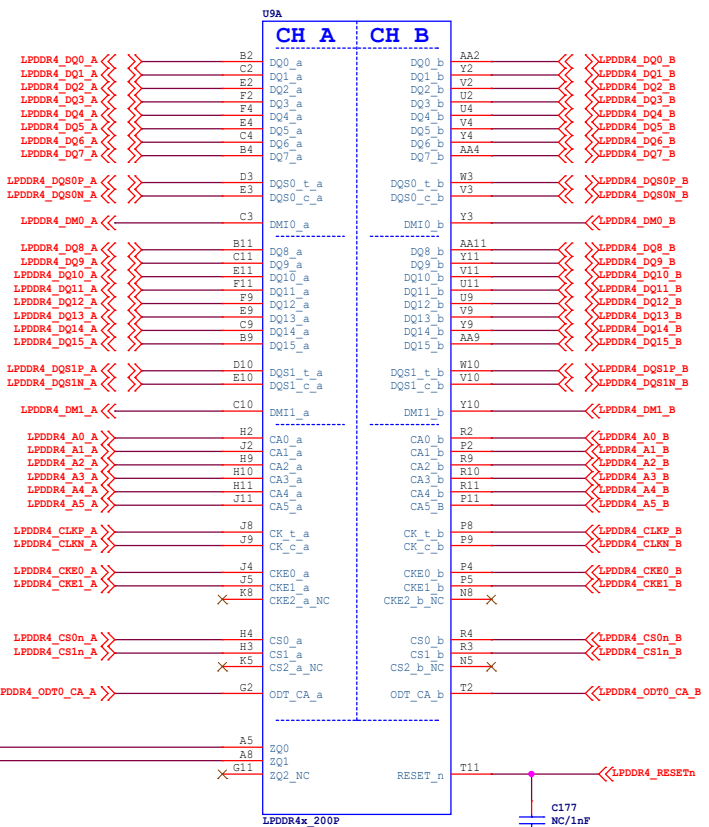 U9A
CH A CH B
LPDDR4_DQ0_A B2 DQ0_a DQ0_b AA2 LPDDR4_DQ0_B
LPDDR4_DQ1_A C2 DQ1_a DQ1_b Y2 LPDDR4_DQ1_B
LPDDR4_DQ2_A E2 DQ2_a DQ2_b V2 LPDDR4_DQ2_B
LPDDR4_DQ3_A F2 DQ3_a DQ3_b U2 LPDDR4_DQ3_B
LPDDR4_DQ4_A F4 DQ4_a DQ4_b U4 LPDDR4_DQ4_B
LPDDR4_DQ5_A E4 DQ5_a DQ5_b V4 LPDDR4_DQ5_B
LPDDR4_DQ6_A C4 DQ6_a DQ6_b Y4 LPDDR4_DQ6_B
LPDDR4_DQ7_A B4 DQ7_a DQ7_b AA4 LPDDR4_DQ7_B
LPDDR4_DQS0P_A D3 DQS0_t_a DQS0_t_b W3 LPDDR4_DQS0P_B
LPDDR4_DQS0N_A E3 DQS0_c_a DQS0_c_b V3 LPDDR4_DQS0N_B
LPDDR4_DM0_A C3 DMI0_a DMI0_b Y3 LPDDR4_DM0_B
LPDDR4_DQ8_A B11 DQ8_a DQ8_b AA11 LPDDR4_DQ8_B
LPDDR4_DQ9_A C11 DQ9_a DQ9_b Y11 LPDDR4_DQ9_B
LPDDR4_DQ10_A E11 DQ10_a DQ10_b V11 LPDDR4_DQ10_B
LPDDR4_DQ11_A F11 DQ11_a DQ11_b U11 LPDDR4_DQ11_B
LPDDR4_DQ12_A F9 DQ12_a DQ12_b U9 LPDDR4_DQ12_B
LPDDR4_DQ13_A E9 DQ13_a DQ13_b V9 LPDDR4_DQ13_B
LPDDR4_DQ14_A C9 DQ14_a DQ14_b Y9 LPDDR4_DQ14_B
LPDDR4_DQ15_A B9 DQ15_a DQ15_b AA9 LPDDR4_DQ15_B
LPDDR4_DQS1P_A D10 DQS1_t_a DQS1_t_b W10 LPDDR4_DQS1P_B
LPDDR4_DQS1N_A E10 DQS1_c_a DQS1_c_b V10 LPDDR4_DQS1N_B
LPDDR4_DM1_A C10 DMI1_a DMI1_b Y10 LPDDR4_DM1_B
LPDDR4_A0_A H2 CA0_a CA0_b R2 LPDDR4_A0_B
LPDDR4_A1_A J2 CA1_a CA1_b P2 LPDDR4_A1_B
LPDDR4_A2_A H9 CA2_a CA2_b R9 LPDDR4_A2_B
LPDDR4_A3_A H10 CA3_a CA3_b R10 LPDDR4_A3_B
LPDDR4_A4_A H11 CA4_a CA4_b R11 LPDDR4_A4_B
LPDDR4_A5_A J11 CA5_a CA5_B P11 LPDDR4_A5_B
LPDDR4_CLKP_A J8 CK_t_a CK_t_b P8 LPDDR4_CLKP_B
LPDDR4_CLKN_A J9 CK_c_a CK_c_b P9 LPDDR4_CLKN_B
LPDDR4_CKE0_A J4 CKE0_a CKE0_b P4 LPDDR4_CKE0_B
LPDDR4_CKE1_A J5 CKE1_a CKE1_b P5 LPDDR4_CKE1_B
K8 CKE2_a_NC CKE2_b_NC N8
LPDDR4_CS0n_A H4 CS0_a CS0_b R4 LPDDR4_CS0n_B
LPDDR4_CS1n_A H3 CS1_a CS1_b R3 LPDDR4_CS1n_B
K5 CS2_a_NC CS2_b_NC N5
PDDR4_ODT0_CA_A G2 ODT_CA_a ODT_CA_b T2 LPDDR4_ODT0_CA_B
A5 ZQ0
A8 ZQ1
G11 ZQ2_NC RESET_n T11 LPDDR4_RESETn
C177
LPDDR4x_200P NC/1nF